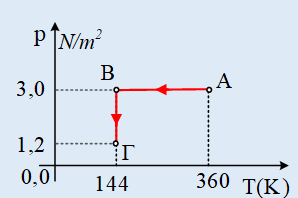 p N/m²
B A
3,0
1,2 Γ
0,0
144 360 T(K)